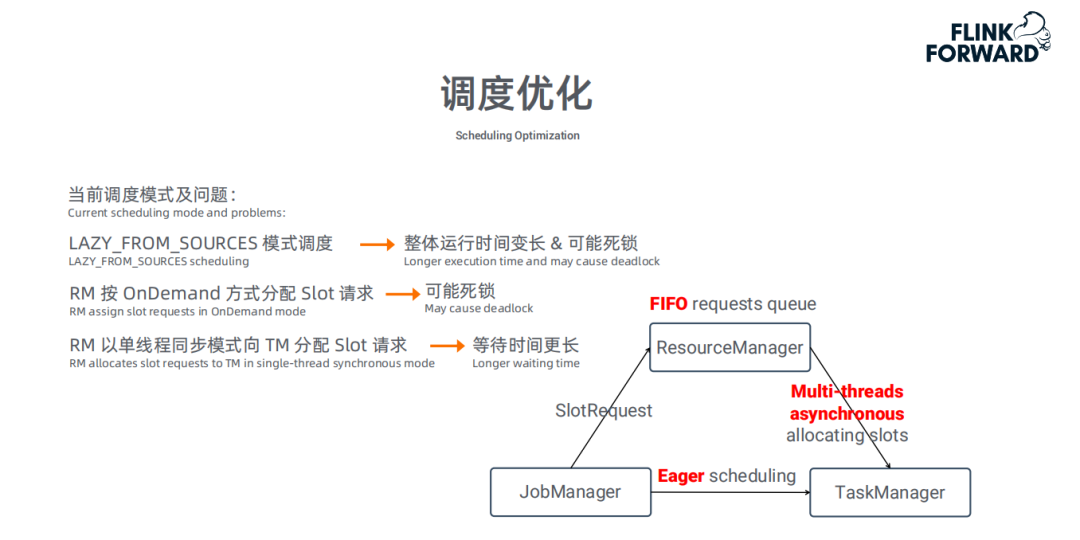 FLINK
FORWARD
调度优化
Scheduling Optimization
当前调度模式及问题：
Current scheduling mode and problems:
LAZY_FROM_SOURCES 模式调度
整体运行时间变长 & 可能死锁
LAZY_FROM_SOURCES scheduling
Longer execution time and may cause deadlock
RM 按 OnDemand 方式分配 Slot 请求
可能死锁
RM assign slot requests in OnDemand mode
May cause deadlock
RM 以单线程同步模式向 TM 分配 Slot 请求
等待时间更长
RM allocates slot requests to TM in single-thread synchronous mode
Longer waiting time
FIFO requests queue
ResourceManager
SlotRequest
Multi-threads
asynchronous
allocating slots
JobManager
Eager scheduling
TaskManager